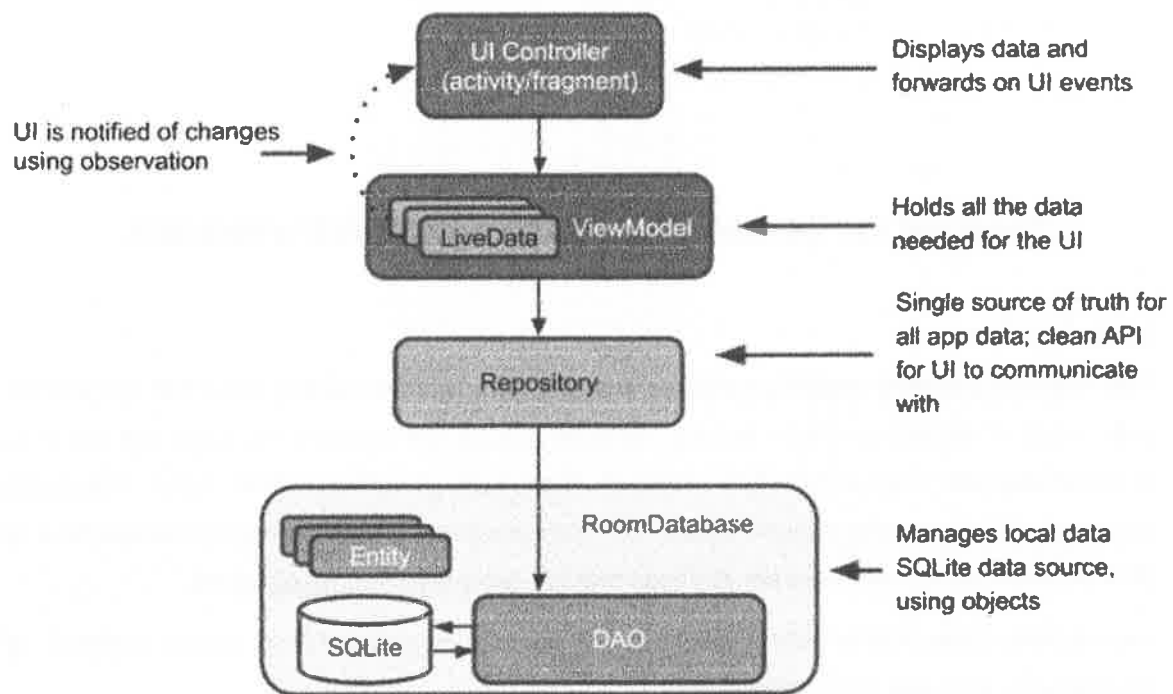 UI Controller
(activity/fragment)
Displays data and
forwards on UI events
UI is notified of changes
using observation
LiveData
ViewModel
Holds all the data
needed for the UI
Single source of truth for
all app data; clean API
for UI to communicate
with
Repository
RoomDatabase
Entity
SQLite
DAO
Manages local data
SQLite data source,
using objects